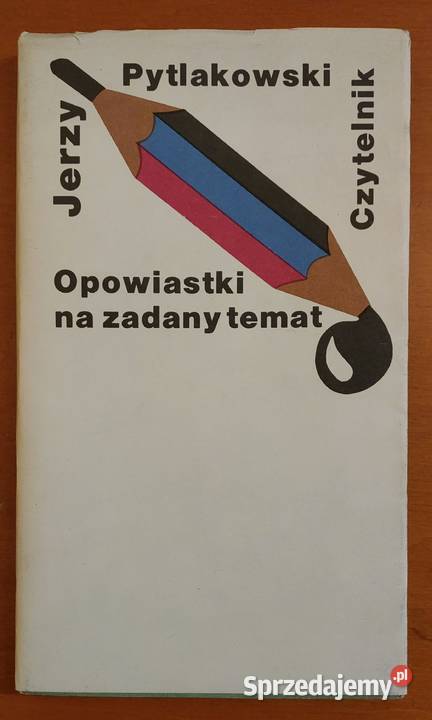 Jerzy
Pytlakowski
Czytelnik
Opowiastki
na zadany temat
Sprzedajemy.pl